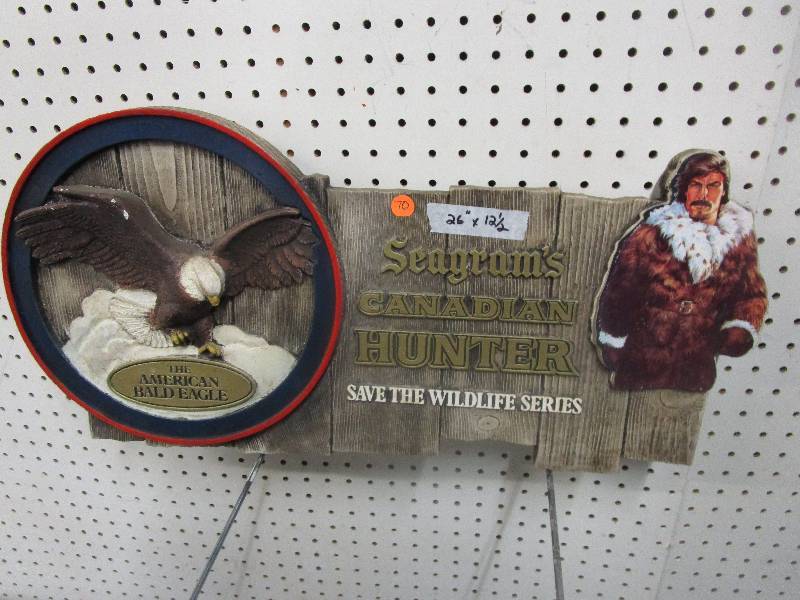 70
26" x 12½
Seagram's
CANADIAN
HUNTER
SAVE THE WILDLIFE SERIES
THE
AMERICAN
BALD EAGLE